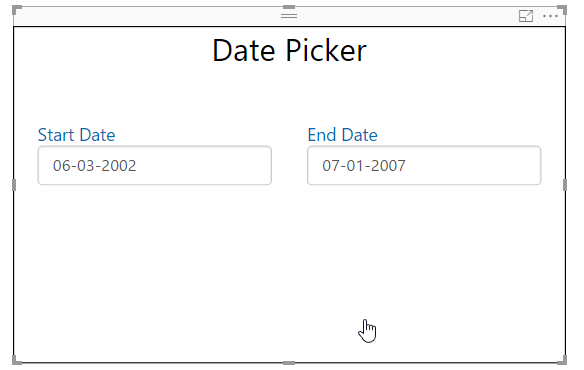 Date Picker
Start Date
End Date
06-03-2002
07-01-2007